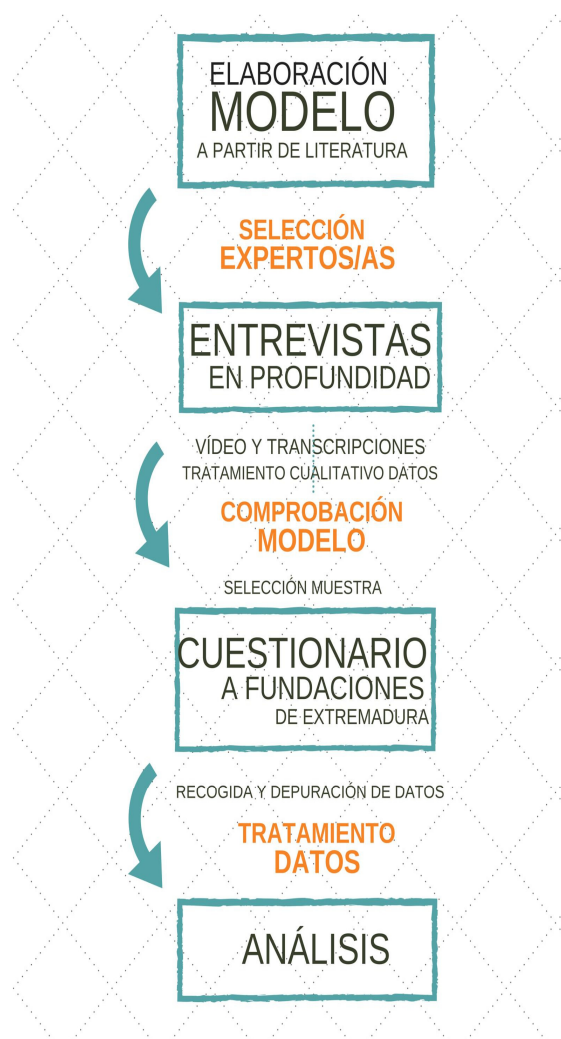 ELABORACIÓN
MODELO
A PARTIR DE LITERATURA
SELECCIÓN
EXPERTOS/AS
ENTREVISTAS
EN PROFUNDIDAD
VÍDEO Y TRANSCRIPCIONES
TRATAMIENTO CUALITATIVO DATOS
COMPROBACIÓN
MODELO
SELECCIÓN MUESTRA
CUESTIONARIO
A FUNDACIONES
DE EXTREMADURA
RECOGIDA Y DEPURACIÓN DE DATOS
TRATAMIENTO
DATOS
ANÁLISIS